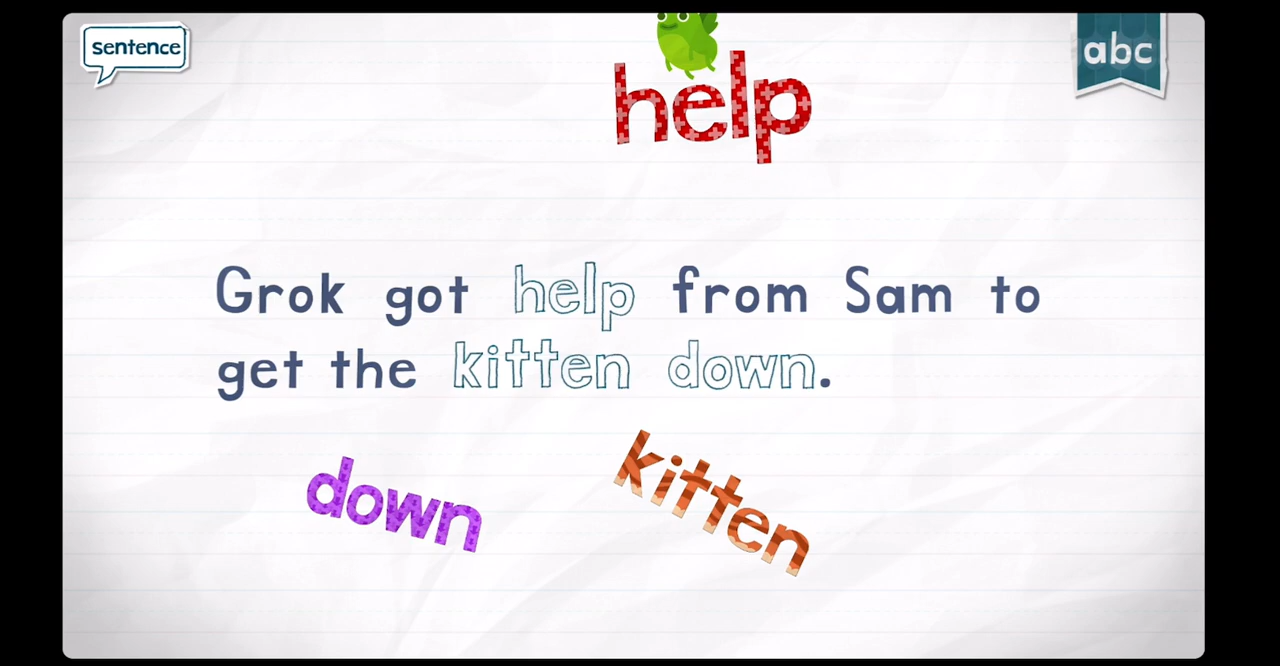 sentence
abc
help
Grok got help from Sam to
get the kitten down.
down
kitten